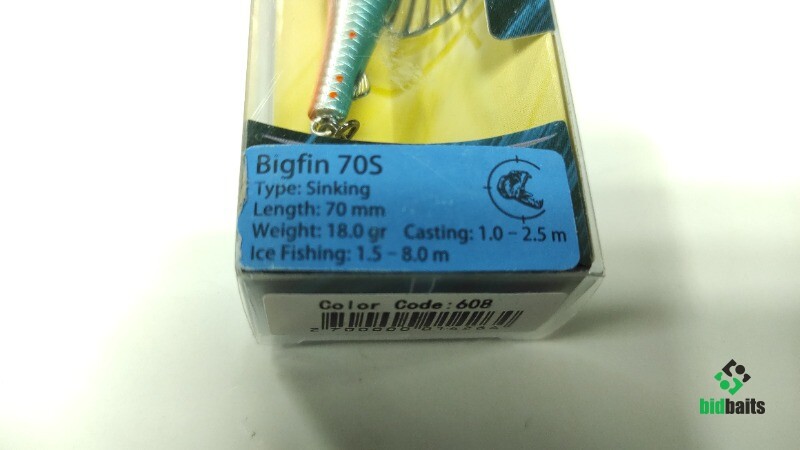 Bigfin 70S
Type: Sinking
Length: 70 mm
Weight: 18.0 gr Casting: 1.0 – 2.5 m
Ice Fishing: 1.5 – 8.0 m
Color Code:608
bidbaits